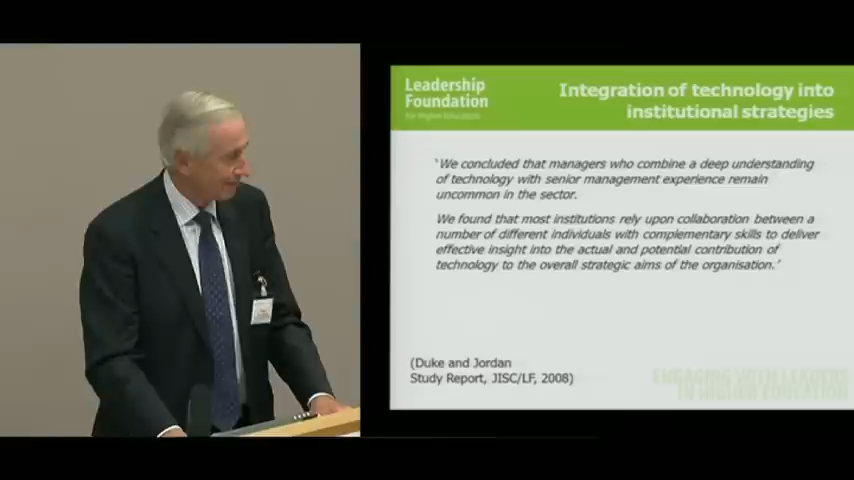 Leadership
Foundation
for Higher Education
Integration of technology into
institutional strategies
'We concluded that managers who combine a deep understanding
of technology with senior management experience remain
uncommon in the sector.
We found that most institutions rely upon collaboration between a
number of different individuals with complementary skills to deliver
effective insight into the actual and potential contribution of
technology to the overall strategic aims of the organisation.'
(Duke and Jordan
Study Report, JISC/LF, 2008)
ENGAGING WITH LEADERS
IN HIGHER EDUCATION